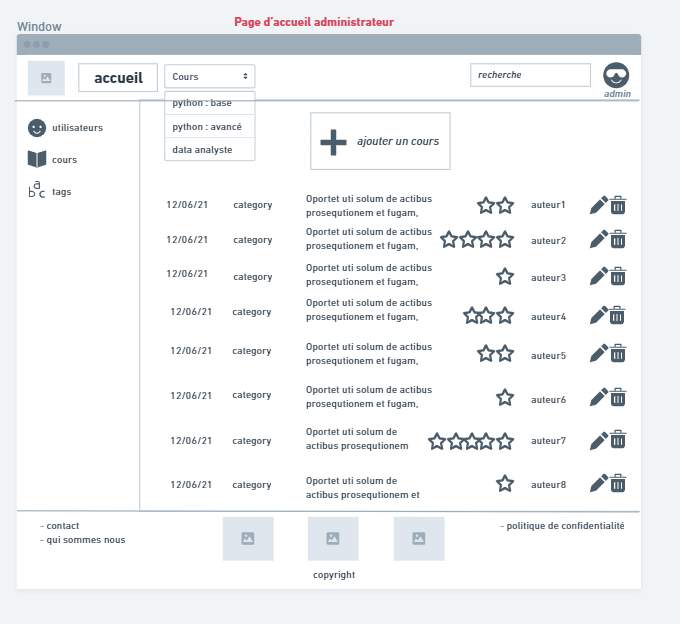 Page d'accueil administrateur
Window
accueil
Cours
recherche
admin
python : base
python : avancé
data analyste
utilisateurs
cours
abc
tags
ajouter un cours
12/06/21 category Oportet uti solum de actibus
prosequtionem et fugam, auteur1
12/06/21 category Oportet uti solum de actibus
prosequtionem et fugam, auteur2
12/06/21 category Oportet uti solum de actibus
prosequtionem et fugam, auteur3
12/06/21 category Oportet uti solum de actibus
prosequtionem et fugam, auteur4
12/06/21 category Oportet uti solum de actibus
prosequtionem et fugam, auteur5
12/06/21 category Oportet uti solum de actibus
prosequtionem et fugam, auteur6
12/06/21 category Oportet uti solum de
actibus prosequtionem auteur7
12/06/21 category Oportet uti solum de
actibus prosequtionem et auteur8
- contact
- qui sommes nous
- politique de confidentialité
copyright